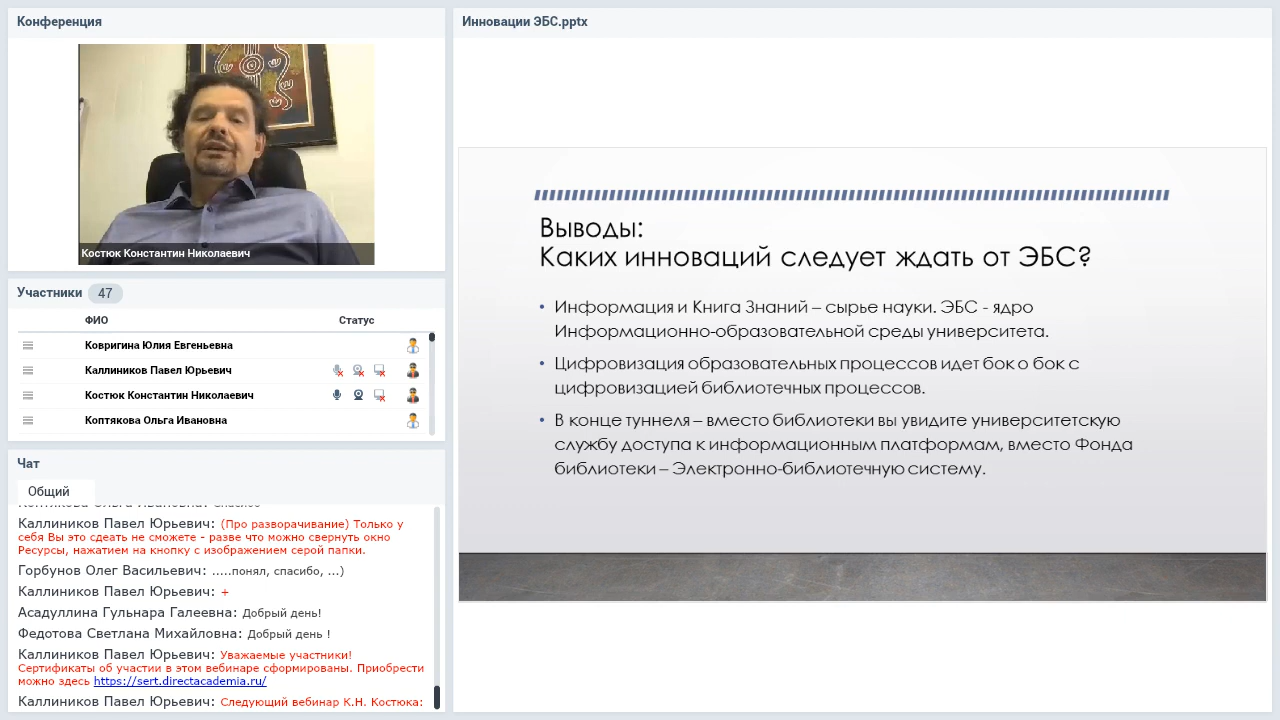 Конференция
Костюк Константин Николаевич
Участники 47
ФИО Статус
Ковригина Юлия Евгеньевна
Каллиников Павел Юрьевич
Костюк Константин Николаевич
Коптякова Ольга Ивановна
Чат
Общий
Каллиников Павел Юрьевич: (Про разворачивание) Только у
себя Вы это сдеать не сможете - разве что можно свернуть окно
Ресурсы, нажатием на кнопку с изображением серой папки.
Горбунов Олег Васильевич: .....понял, спасибо, ...)
Каллиников Павел Юрьевич: +
Асадуллина Гульнара Галеевна: Добрый день!
Федотова Светлана Михайловна: Добрый день !
Каллиников Павел Юрьевич: Уважаемые участники!
Сертификаты об участии в этом вебинаре сформированы. Приобрести
можно здесь https://sert.directacademia.ru/
Каллиников Павел Юрьевич: Следующий вебинар К.Н. Костюка:
Инновации ЭБС.pptx
Выводы:
Каких инноваций следует ждать от ЭБС?
• Информация и Книга Знаний – сырье науки. ЭБС - ядро
Информационно-образовательной среды университета.
• Цифровизация образовательных процессов идет бок о бок с
цифровизацией библиотечных процессов.
• В конце туннеля – вместо библиотеки вы увидите университетскую
службу доступа к информационным платформам, вместо Фонда
библиотеки – Электронно-библиотечную систему.